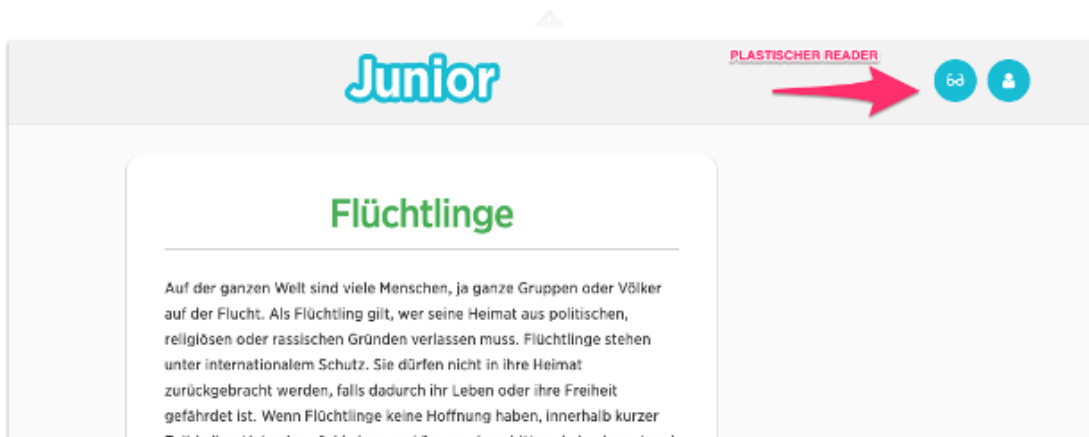 Junior
PLASTISCHER READER
Flüchtlinge
Auf der ganzen Welt sind viele Menschen, ja ganze Gruppen oder Völker
auf der Flucht. Als Flüchtling gilt, wer seine Heimat aus politischen,
religiösen oder rassischen Gründen verlassen muss. Flüchtlinge stehen
unter internationalem Schutz. Sie dürfen nicht in ihre Heimat
zurückgebracht werden, falls dadurch ihr Leben oder ihre Freiheit
gefährdet ist. Wenn Flüchtlinge keine Hoffnung haben, innerhalb kurzer